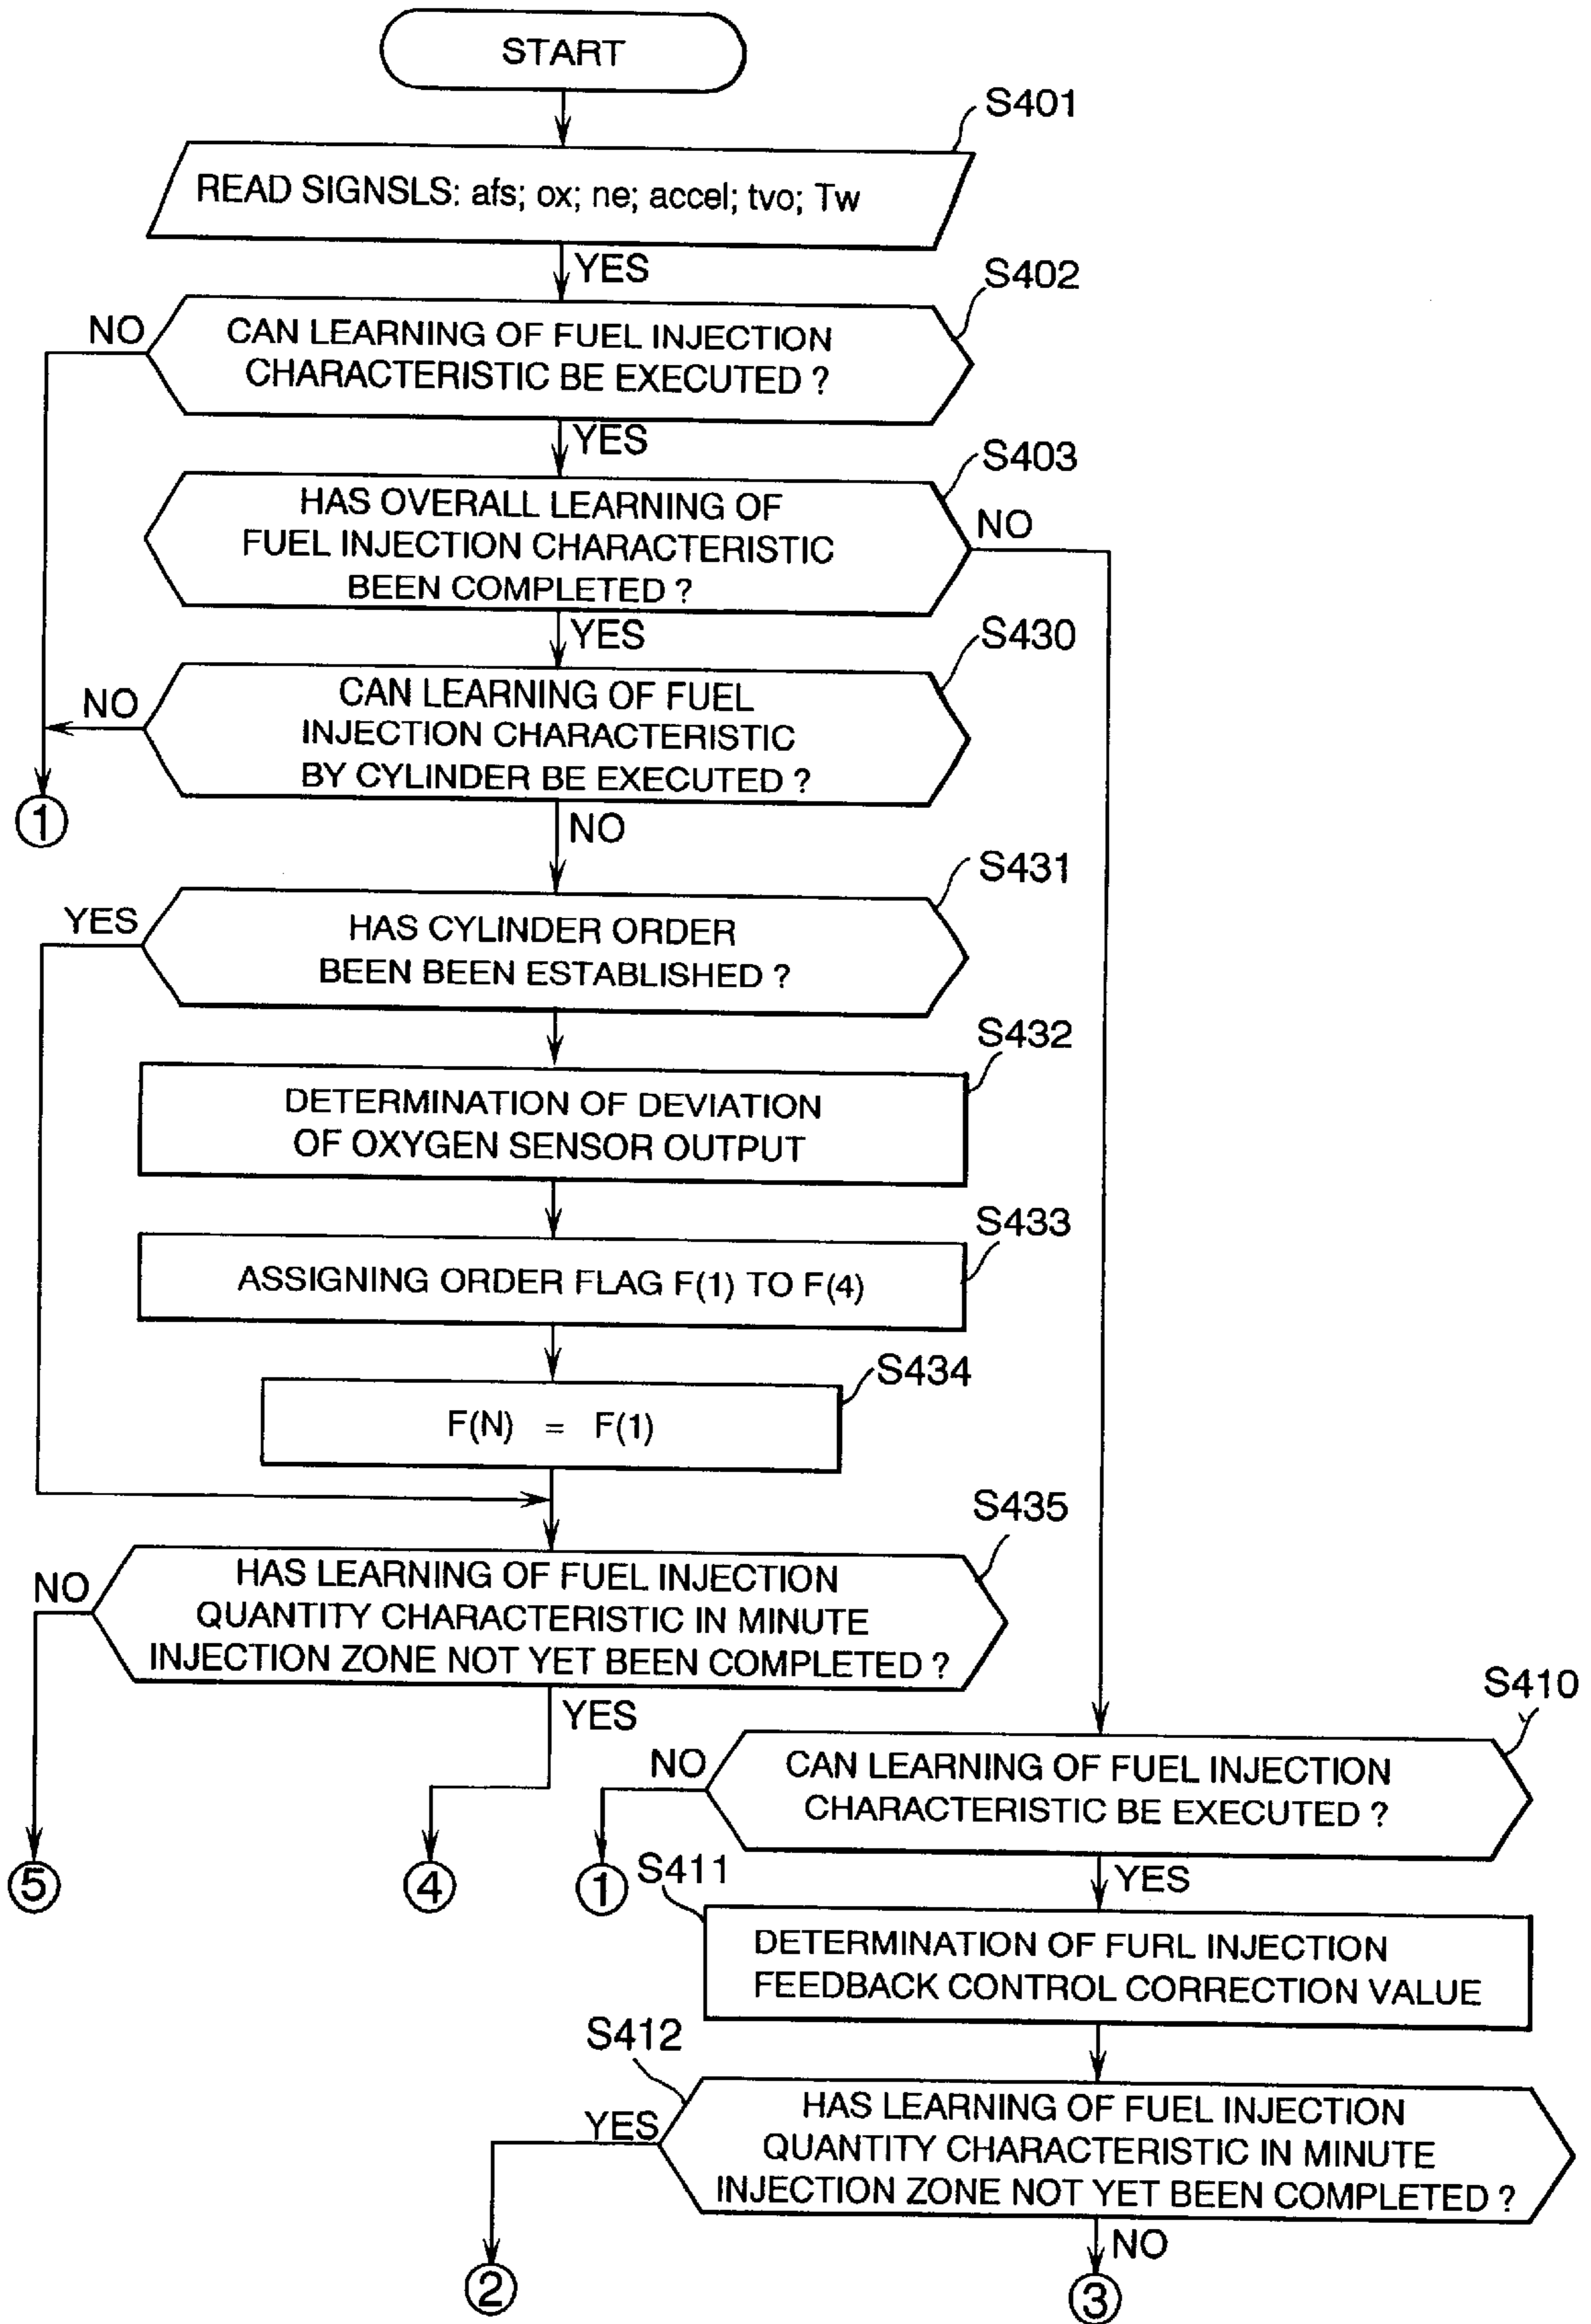 START
S401
READ SIGNSLS: afs; ox; ne; accel; tvo; Tw
YES
S402
NO
CAN LEARNING OF FUEL INJECTION
CHARACTERISTIC BE EXECUTED ?
YES
S403
HAS OVERALL LEARNING OF
FUEL INJECTION CHARACTERISTIC
BEEN COMPLETED ?
NO
YES
S430
NO
CAN LEARNING OF FUEL
INJECTION CHARACTERISTIC
BY CYLINDER BE EXECUTED ?
1
NO
S431
YES
HAS CYLINDER ORDER
BEEN BEEN ESTABLISHED ?
S432
DETERMINATION OF DEVIATION
OF OXYGEN SENSOR OUTPUT
S433
ASSIGNING ORDER FLAG F(1) TO F(4)
S434
F(N) = F(1)
S435
NO
HAS LEARNING OF FUEL INJECTION
QUANTITY CHARACTERISTIC IN MINUTE
INJECTION ZONE NOT YET BEEN COMPLETED ?
YES
S410
NO
CAN LEARNING OF FUEL INJECTION
CHARACTERISTIC BE EXECUTED ?
5
4
1
S411
YES
DETERMINATION OF FURL INJECTION
FEEDBACK CONTROL CORRECTION VALUE
S412
YES
HAS LEARNING OF FUEL INJECTION
QUANTITY CHARACTERISTIC IN MINUTE
INJECTION ZONE NOT YET BEEN COMPLETED ?
NO
2
3